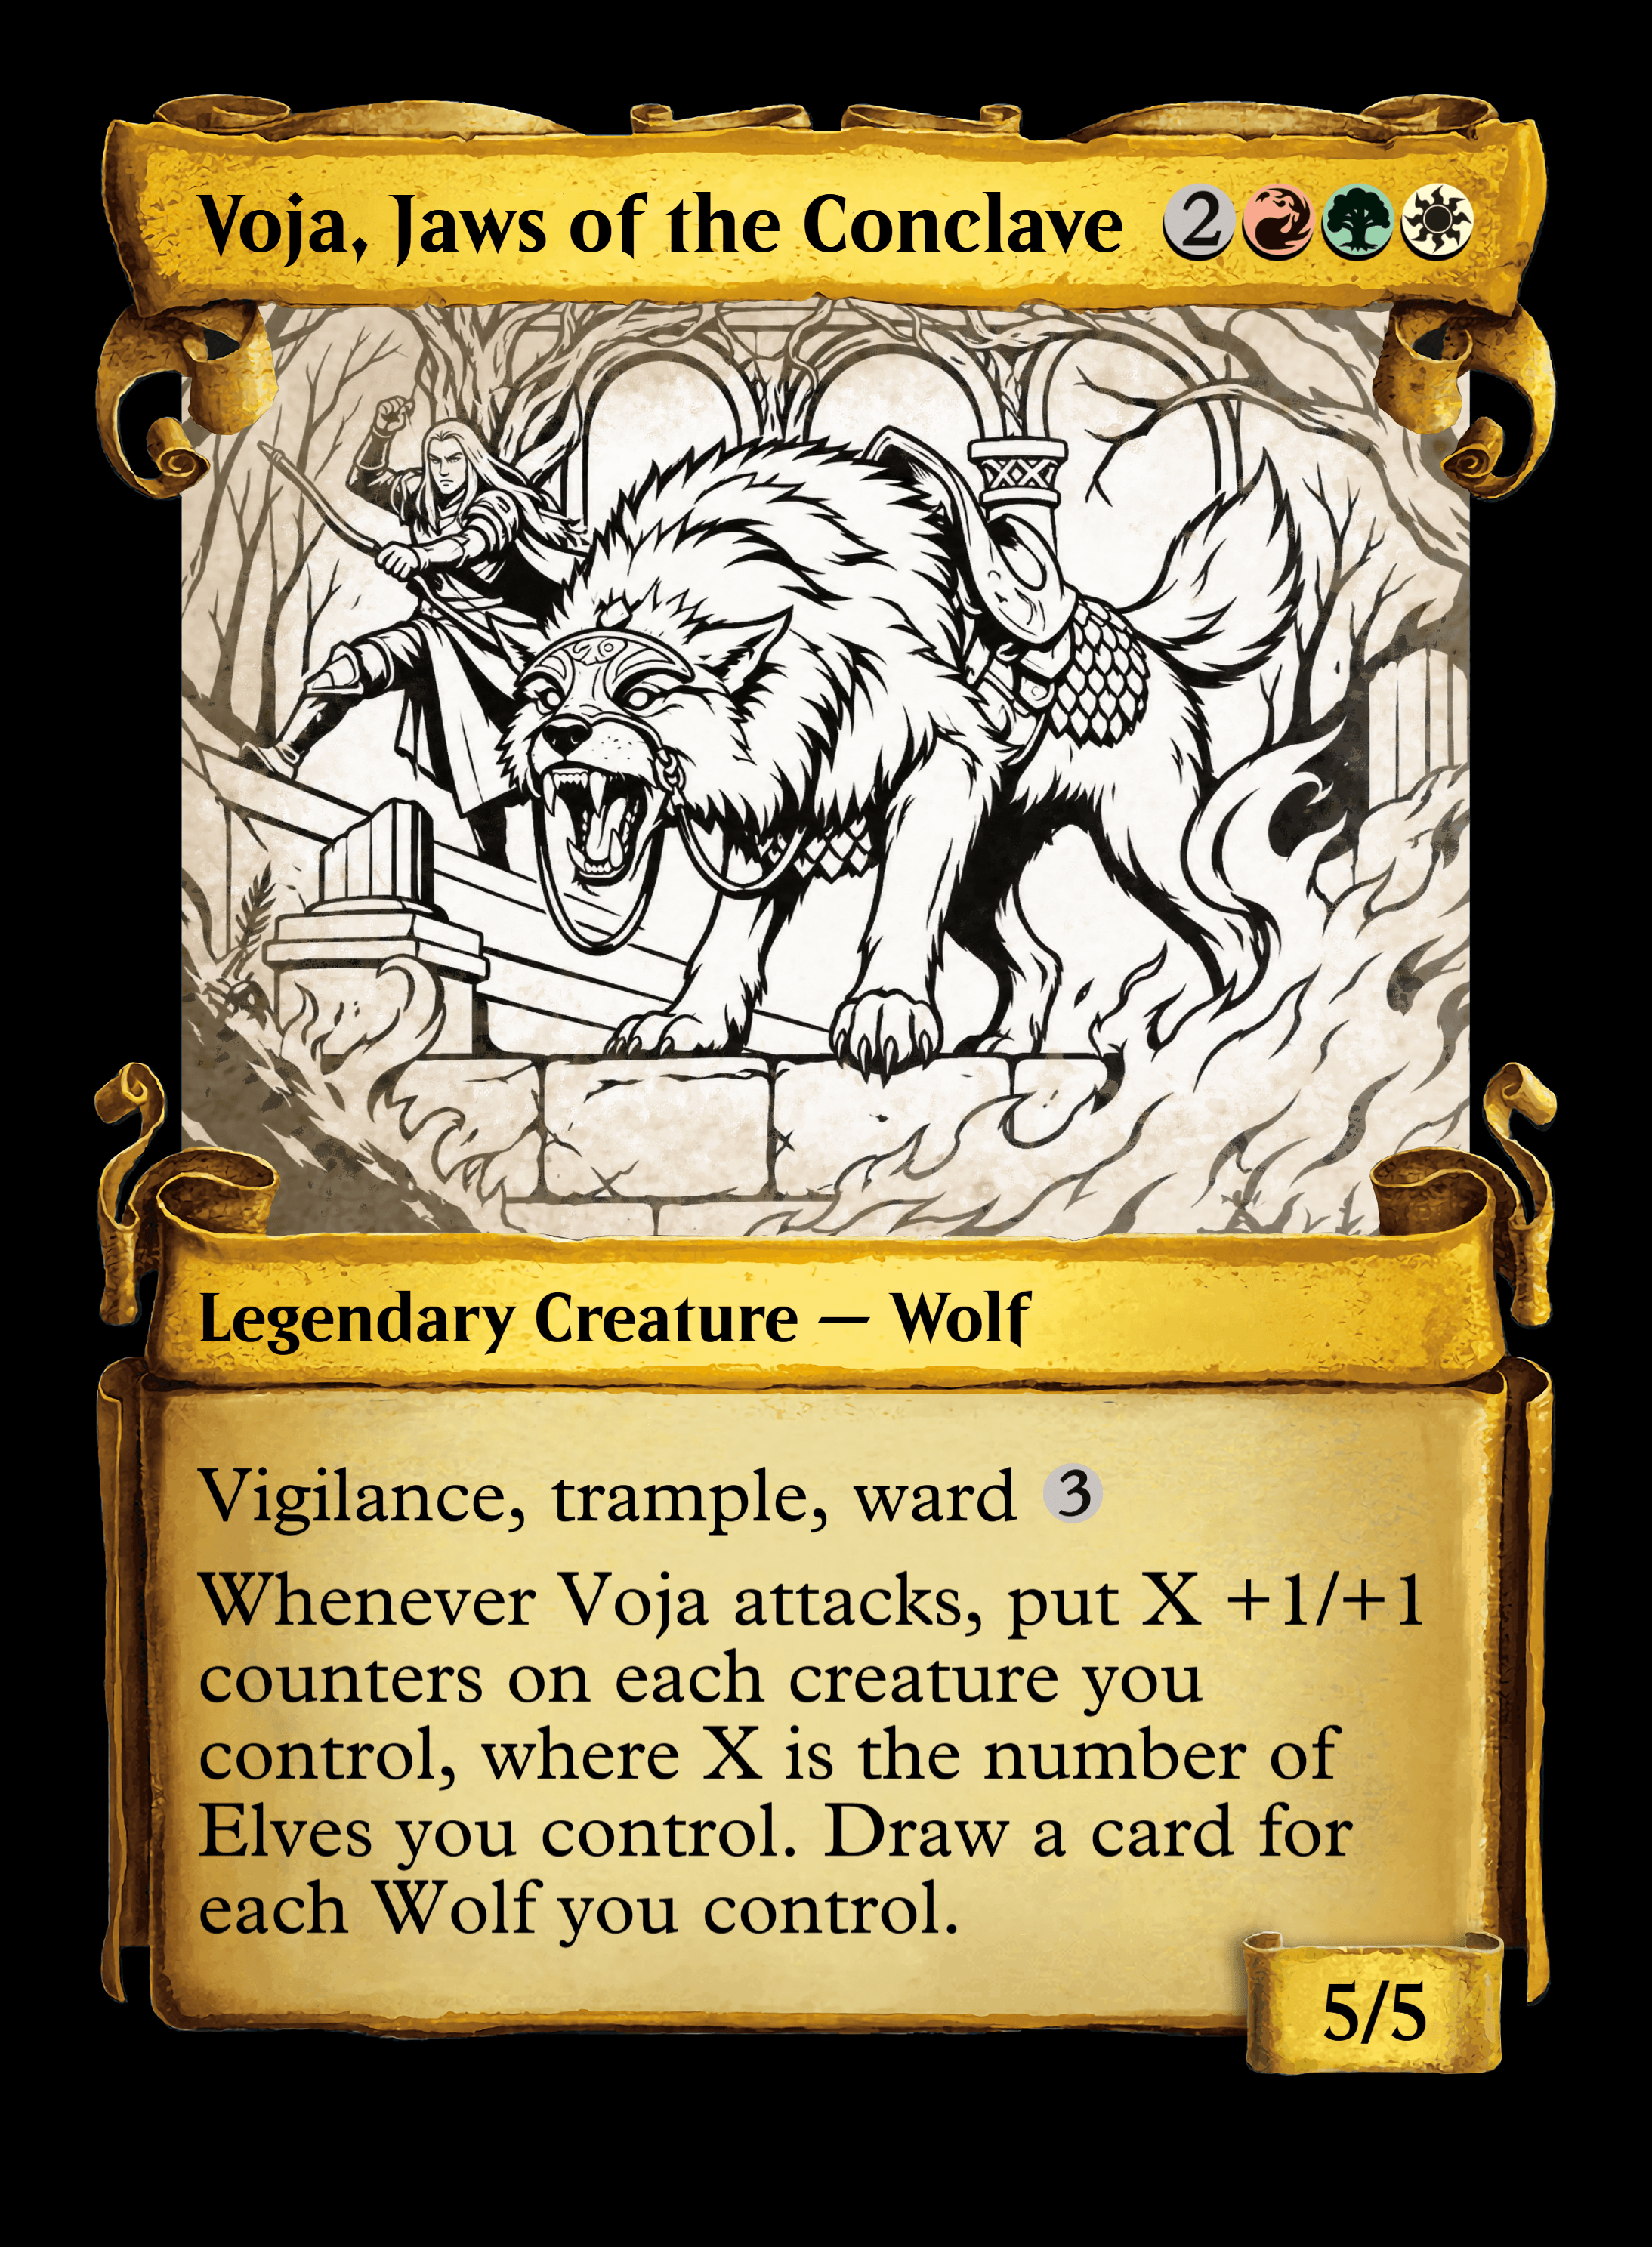 Voja, Jaws of the Conclave 2
Legendary Creature — Wolf
Vigilance, trample, ward 3
Whenever Voja attacks, put X +1/+1
counters on each creature you
control, where X is the number of
Elves you control. Draw a card for
each Wolf you control.
5/5